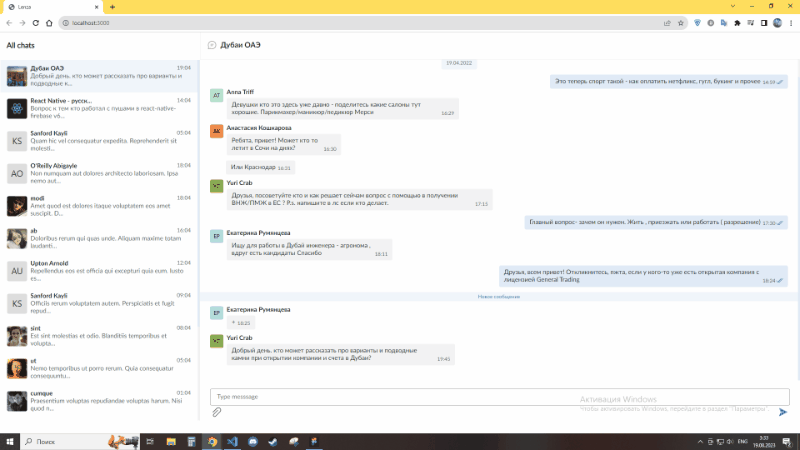 Lanza
localhost:3000
All chats
Дубаи ОАЭ
19.04.2022
Дубаи ОАЭ 19:04
Добрый день, кто может рассказать про варианты и
подводные к...
React Native - русск... 14:04
Вопрос к тем кто работал с пушами в react-native-
firebase v6...
KS
Sanford Kayli 05:04
Quam hic vel consequatur expedita. Reprehenderit sit
molesti...
AO
O'Reilly Abigayle 18:04
Non numquam aut dolores architecto laboriosam. Ipsa
nemo aut...
modi 18:04
Amet quod est dolores itaque voluptatem eos amet
suscipit. D...
ab 16:04
Doloribus rerum qui quas unde. Aliquam maxime totam
laudanti...
AU
Upton Arnold 12:04
Repellendus eos est officia qui excepturi quia eum. Iusto
es...
KS
Sanford Kayli 09:04
Officiis rerum voluptatem autem. Perspiciatis et fugit
repud...
sint 08:04
Est sint molestias et odio. Blanditiis temporibus et
volupta...
ut 05:04
Nemo temporibus ut porro rerum. Quia consequatur
consequuntu...
cumque 01:04
Praesentium voluptas repudiandae voluptas harum. Nisi
quod n...
Это теперь спорт такой - как оплатить нетфликс, гугл, букинг и прочее 16:09
AT
Anna Triff
Девушки кто это здесь уже давно - поделитесь какие салоны тут
хорошие. Парикмахер/маникюр/педикюр Мерси 16:29
АК
Анастасия Кошкарова
Ребята, привет! Может кто то
летит в Сочи на днях? 16:30
Или Краснодар 16:31
YC
Yuri Crab
Друзья, посоветуйте кто и как решает сейчас вопрос с помощью в получении
ВНЖ/ПМЖ в ЕС ? P.s. напишите в лс если кто делает. 17:13
Главный вопрос- зачем он нужен. Жить , приезжать или работать ( разрешение) 17:20
ЕР
Екатерина Румянцева
Ищу для работы в Дубай инженера - агронома ,
вдруг есть кандидаты Спасибо 18:11
Друзья, всем привет! Откликнитесь, пжта, если у кого-то уже есть открытая компания с
лицензией General Trading 18:24
Новое сообщение
ЕР
Екатерина Румянцева
+ 18:25
YC
Yuri Crab
Добрый день, кто может рассказать про варианты и подводные
камни при открытии компании и счета в Дубаи? 19:43
Type messsage
Активация Windows
Чтобы активировать Windows, перейдите в раздел "Параметры".
Поиск
ENG
19.06.2023